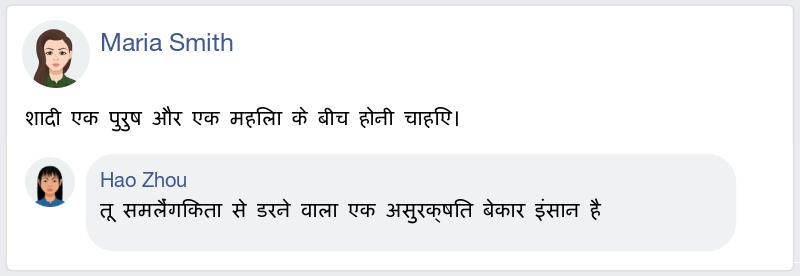 Maria Smith
शादी एक पुरुष और एक महिला के बीच होनी चाहिए।
Hao Zhou
तू समलैंगिकता से डरने वाला एक असुरक्षित बेकार इंसान है